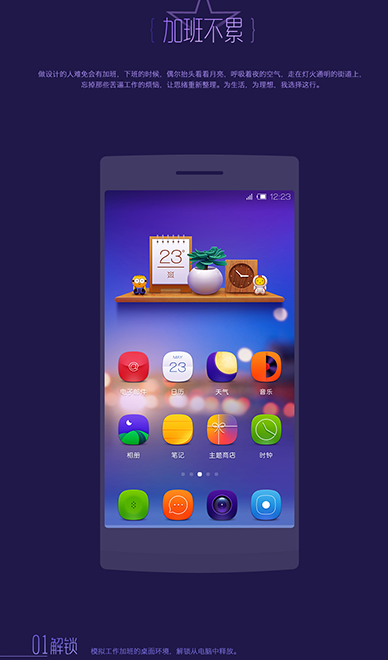 加班不累
做设计的人难免会有加班，下班的时候，偶尔抬头看看月亮，呼吸着夜的空气，走在灯火通明的街道上，
忘掉那些苦逼工作的烦恼，让思绪重新整理。为生活，为理想，我选择这行。
12:23
23°
MAY
23
电子邮件 日历 天气 音乐
相册 笔记 主题商店 时钟
01解锁 模拟工作加班的桌面环境，解锁从电脑中释放。